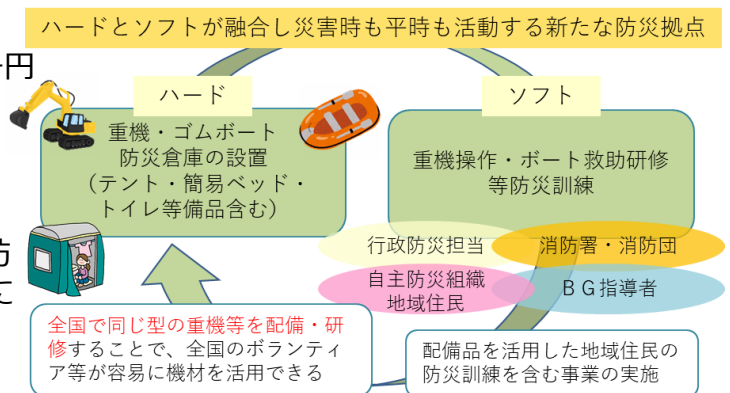 ハードとソフトが融合し災害時も平時も活動する新たな防災拠点
円
ハード
重機・ゴムボート
防災倉庫の設置
（テント・簡易ベッド・
トイレ等備品含む）
ソフト
重機操作・ボート救助研修
等防災訓練
行政防災担当
消防署・消防団
自主防災組織
地域住民
ＢＧ指導者
防
に
全国で同じ型の重機等を配備・研
修することで、全国のボランティ
ア等が容易に機材を活用できる
配備品を活用した地域住民の
防災訓練を含む事業の実施